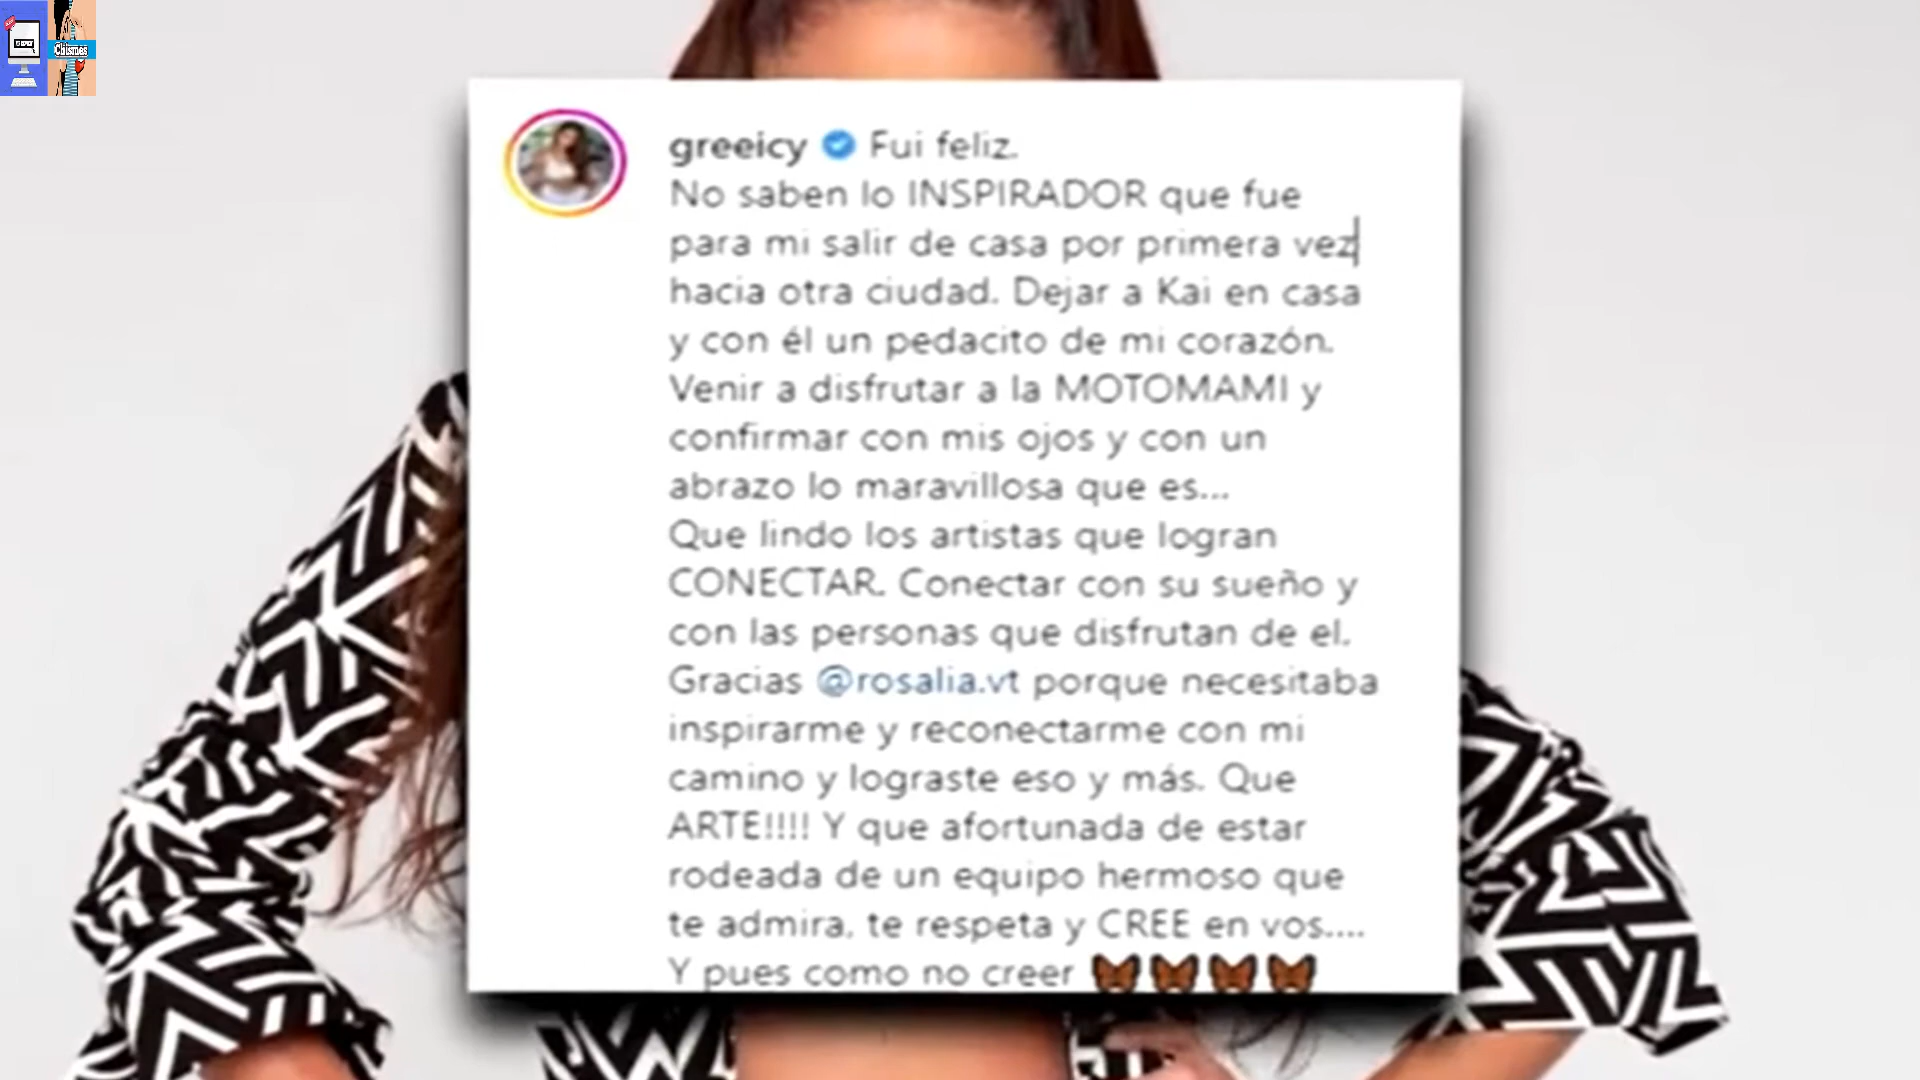 Chismes
greeicy Fui feliz.
No saben lo INSPIRADOR que fue
para mi salir de casa por primera vez
hacia otra ciudad. Dejar a Kai en casa
y con él un pedacito de mi corazón.
Venir a disfrutar a la MOTOMAMI y
confirmar con mis ojos y con un
abrazo lo maravillosa que es...
Que lindo los artistas que logran
CONECTAR. Conectar con su sueño y
con las personas que disfrutan de el.
Gracias @rosalia.vt porque necesitaba
inspirarme y reconectarme con mi
camino y lograste eso y más. Que
ARTE!!!! Y que afortunada de estar
rodeada de un equipo hermoso que
te admira, te respeta y CREE en vos....
Y pues como no creer 🦋🦋🦋🦋